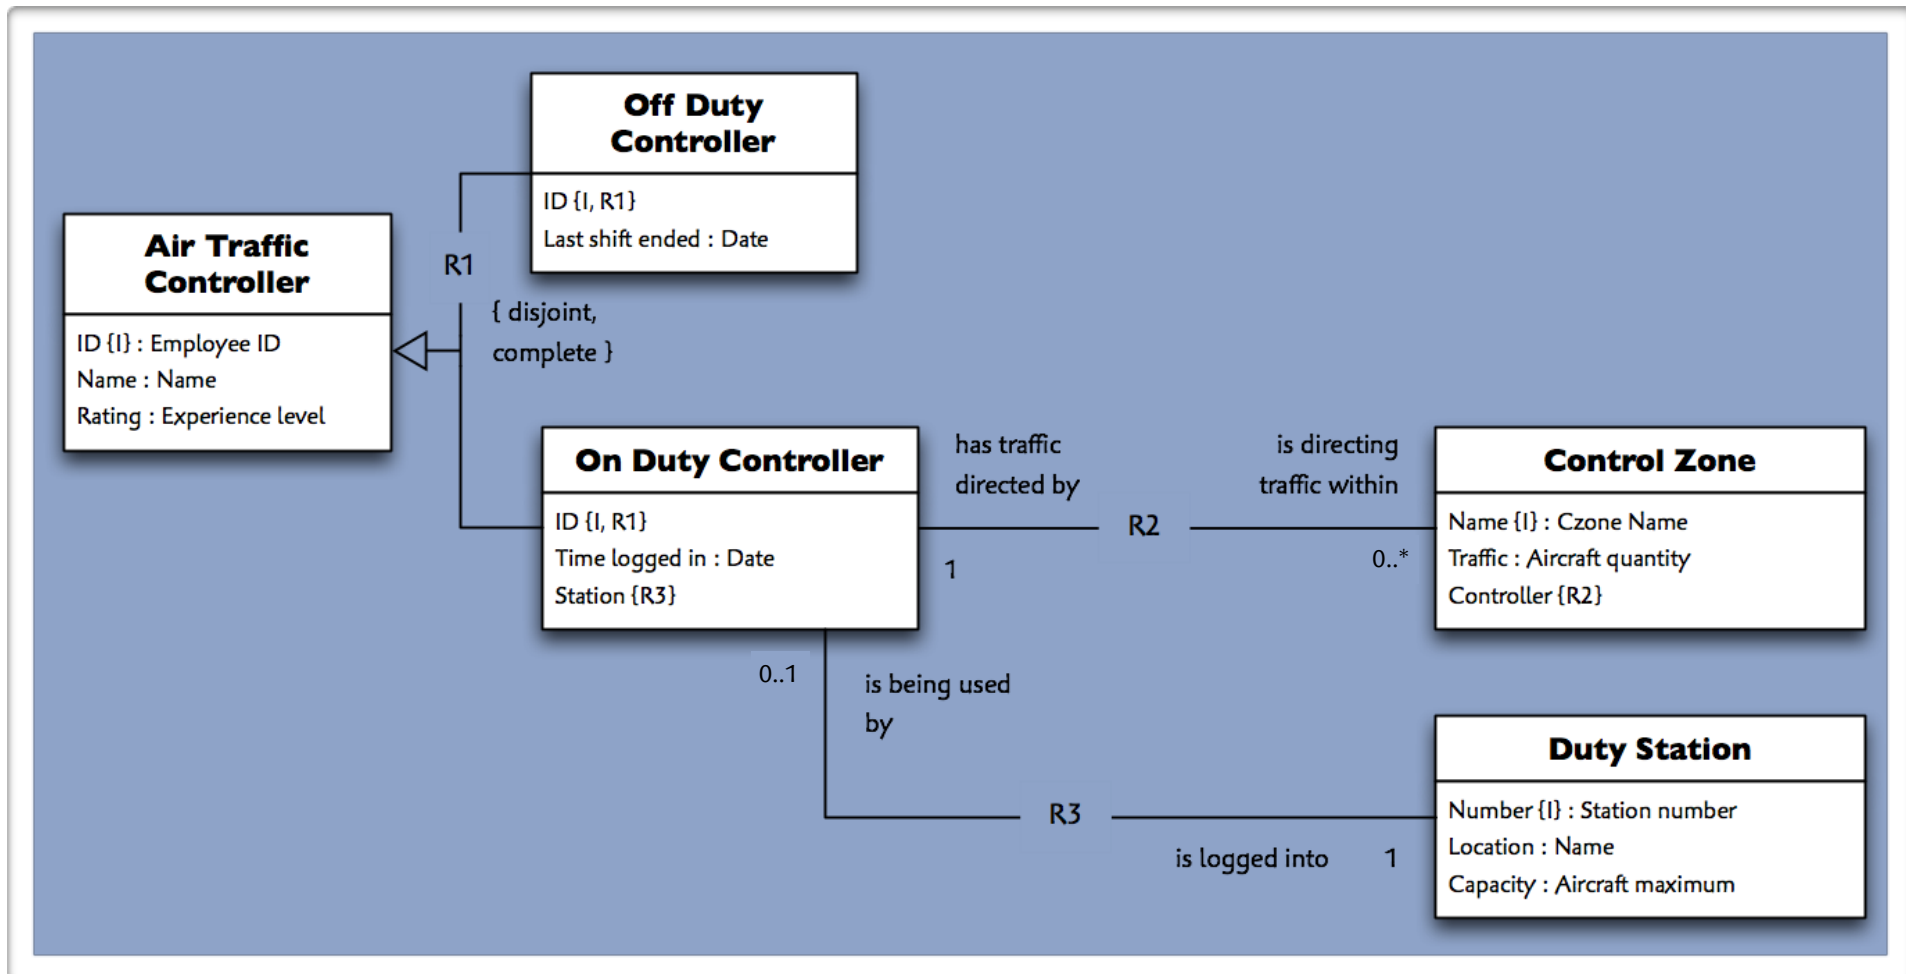 Off Duty
Controller
ID {I, R1}
Last shift ended : Date
Air Traffic
Controller
ID {I} : Employee ID
Name : Name
Rating : Experience level
R1
{ disjoint,
complete }
On Duty Controller
ID {I, R1}
Time logged in : Date
Station {R3}
has traffic
directed by
1
R2
is directing
traffic within
0..*
Control Zone
Name {I} : Czone Name
Traffic : Aircraft quantity
Controller {R2}
0..1
is being used
by
R3
is logged into
1
Duty Station
Number {I} : Station number
Location : Name
Capacity : Aircraft maximum